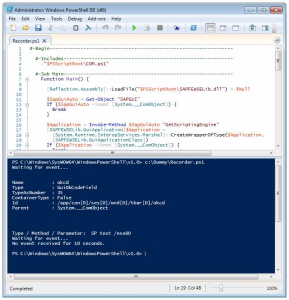 Administrator: Windows PowerShell ISE (x86)
File Edit View Tools Debug Add-ons Help
Recorder.ps1
#-Begin
#-Includes
"$PSScriptRoot\COM.ps1"
#-Sub Main
Function Main() {
[Reflection.Assembly]::LoadFile("$PSScriptRoot\SAPFEWSELib.dll") > $Null
$SapGuiAuto = Get-Object "SAPGUI"
If ($SapGuiAuto -isnot [System.__ComObject]) {
Break
}
$Application = Invoke-Method $SapGuiAuto "GetScriptingEngine"
[SAPFEWSELib.GuiApplication]$Application =
[System.Runtime.InteropServices.Marshal]::CreateWrapperOfType($Application,
[SAPFEWSELib.GuiApplicationClass])
PS C:\Windows\SysWOW64\WindowsPowerShell\v1.0> c:\Dummy\Recorder.ps1
Waiting for event...
Name : okcd
Type : GuiOkCodeField
TypeAsNumber : 35
ContainerType : False
Id : /app/con[0]/ses[0]/wnd[0]/tbar[0]/okcd
Parent : System.__ComObject
Type / Method / Parameter: SP text /nse80
Waiting for event...
No event received for 10 seconds.
PS C:\Windows\SysWOW64\WindowsPowerShell\v1.0>
Completed
Ln 19 Col 48
100%